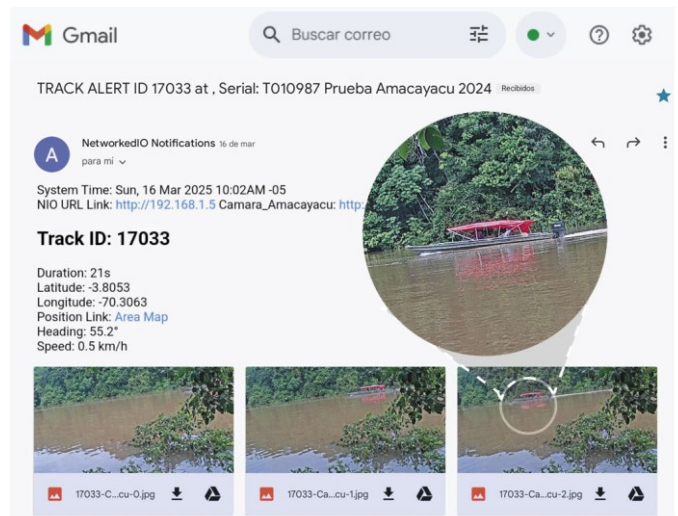 Gmail
Buscar correo
TRACK ALERT ID 17033 at , Serial: T010987 Prueba Amacayacu 2024 Recibidos
A
NetworkedIO Notifications 16 de mar
para mi
System Time: Sun, 16 Mar 2025 10:02AM -05
NIO URL Link: http://192.168.1.5 Camara_Amacayacu: http:
Track ID: 17033
Duration: 21s
Latitude: -3.8053
Longitude: -70.3063
Position Link: Area Map
Heading: 55.2°
Speed: 0.5 km/h
17033-C...cu-0.jpg
17033-Ca...cu-1.jpg
17033-Ca...cu-2.jpg